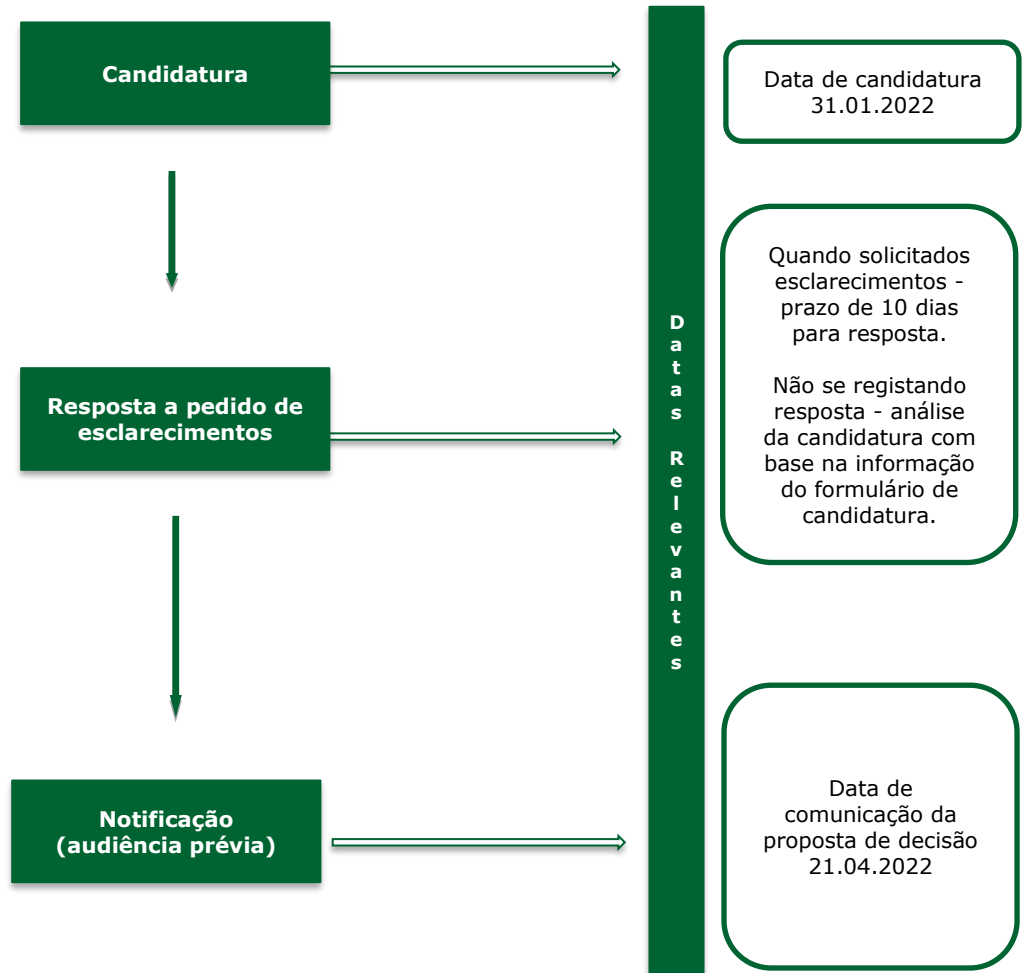 Candidatura
Data de candidatura
31.01.2022
Quando solicitados
esclarecimentos -
prazo de 10 dias
para resposta.
Não se registando
resposta - análise
da candidatura com
base na informação
do formulário de
candidatura.
Resposta a pedido de
esclarecimentos
Datas Relevantes
Notificação
(audiência prévia)
Data de
comunicação da
proposta de decisão
21.04.2022